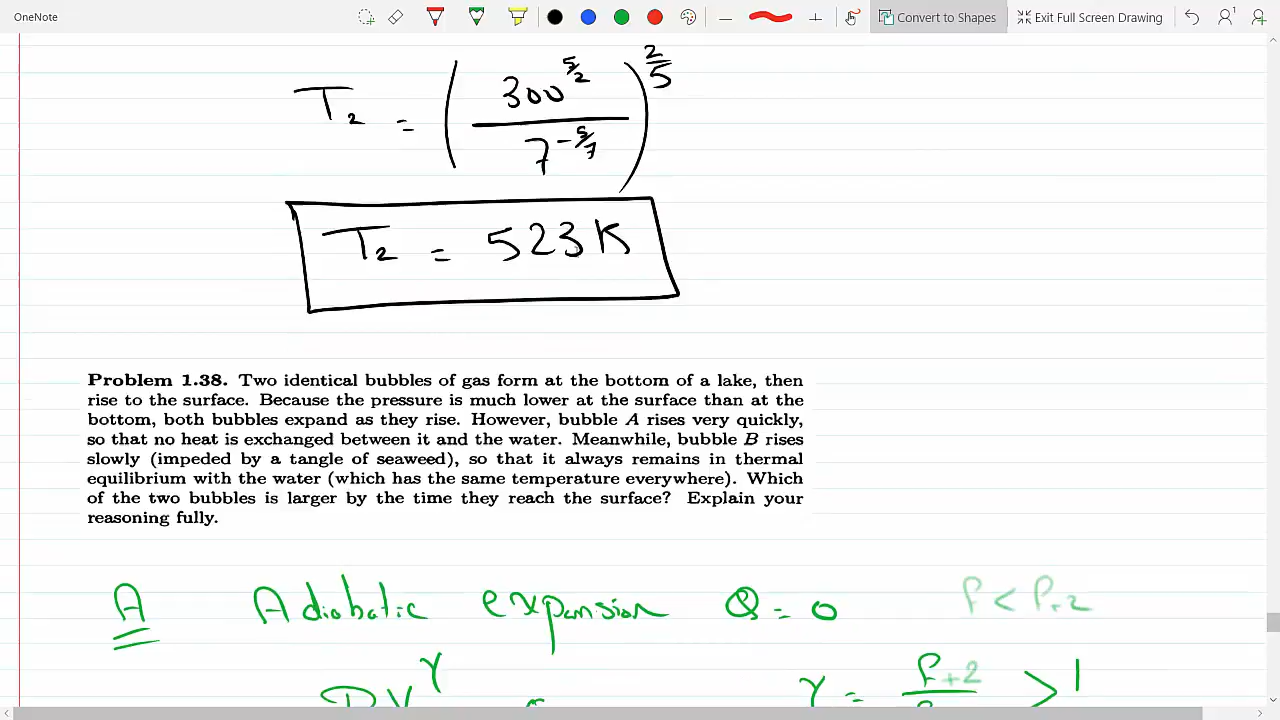 OneNote
Convert to Shapes
Exit Full Screen Drawing
T₂ = (300^(5/2) / 7^(-5/7))^(2/5)
T₂ = 523 K
Problem 1.38. Two identical bubbles of gas form at the bottom of a lake, then
rise to the surface. Because the pressure is much lower at the surface than at the
bottom, both bubbles expand as they rise. However, bubble A rises very quickly,
so that no heat is exchanged between it and the water. Meanwhile, bubble B rises
slowly (impeded by a tangle of seaweed), so that it always remains in thermal
equilibrium with the water (which has the same temperature everywhere). Which
of the two bubbles is larger by the time they reach the surface? Explain your
reasoning fully.
A Adiabatic expansion Q = 0 f < f+2
PV^γ γ = f+2 > 1